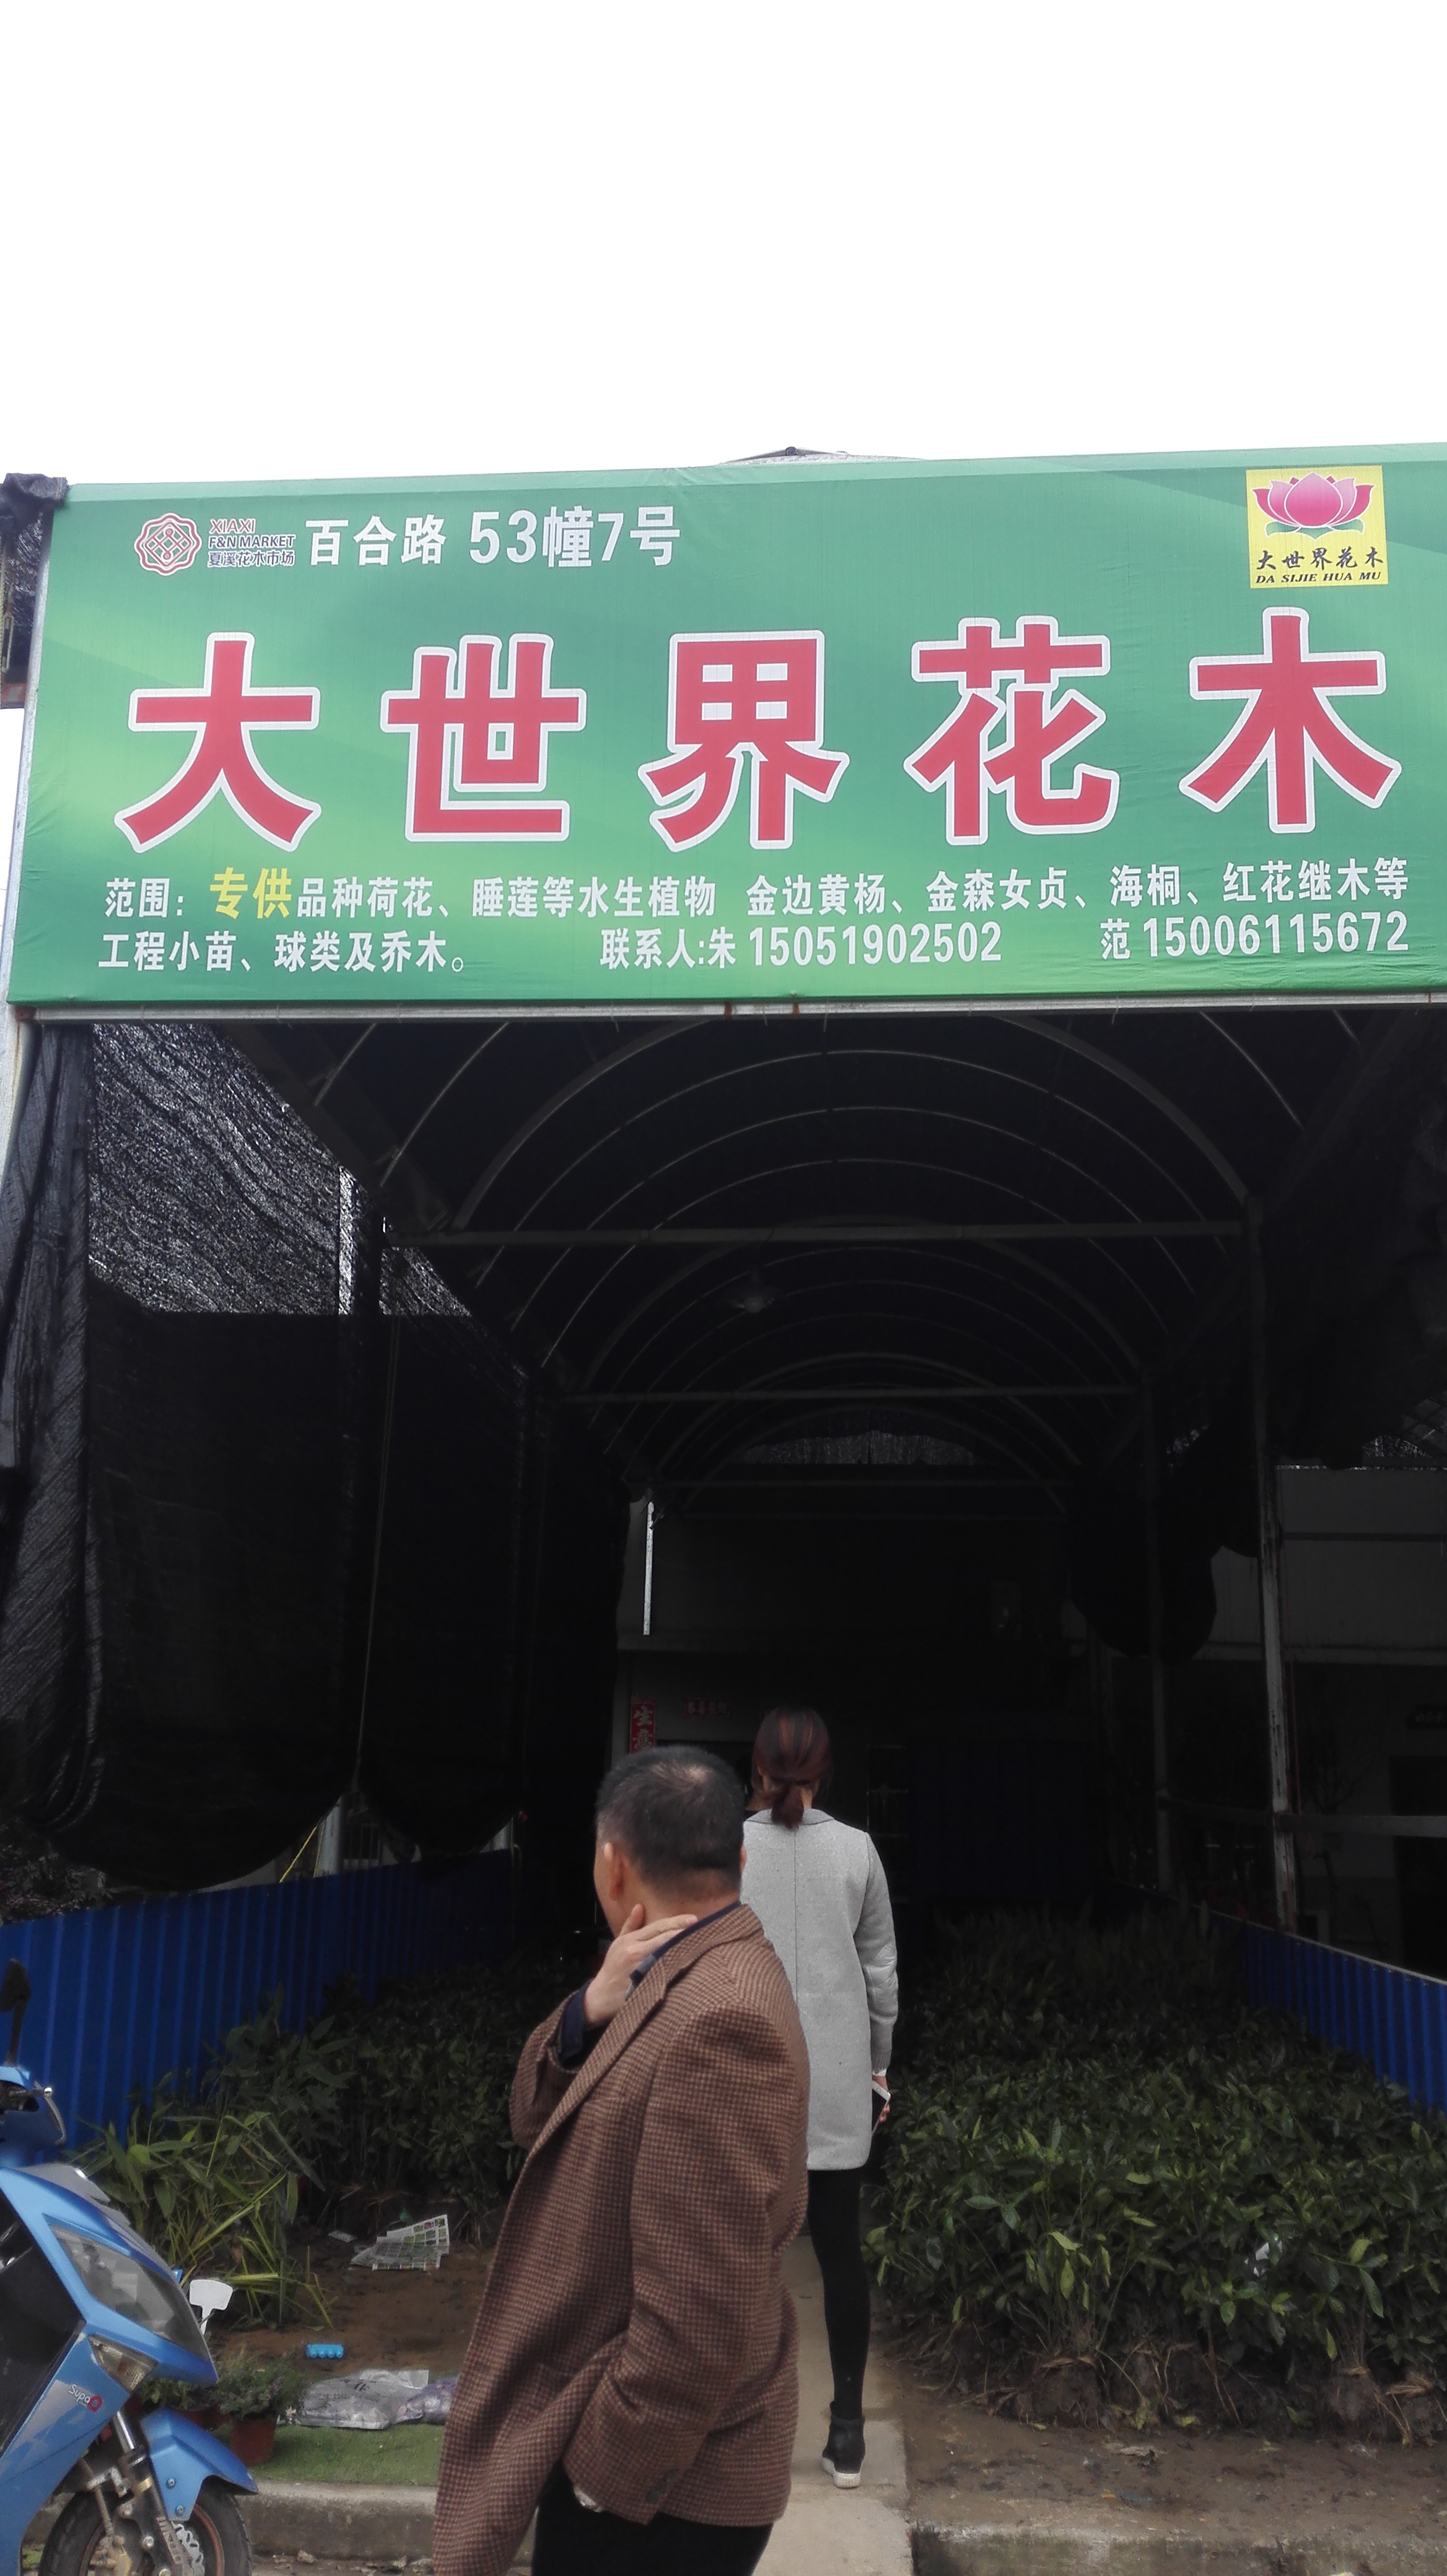 XIAXI
F&N MARKET
夏溪花木市场
百合路 53幢7号
大世界花木
DA SIJIE HUA MU
大世界花木
范围：专供品种荷花、睡莲等水生植物 金边黄杨、金森女贞、海桐、红花继木等
工程小苗、球类及乔木。 联系人:朱 15051902502 范 15006115672
生意
Supa